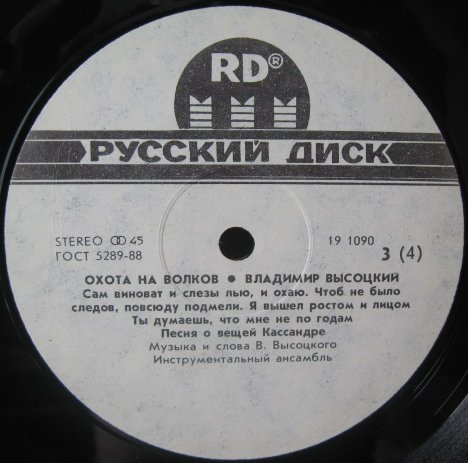 RD®
РУССКИЙ ДИСК
STEREO ꝏ 45
19 1090
ГОСТ 5289-88
3 (4)
ОХОТА НА ВОЛКОВ ● ВЛАДИМИР ВЫСОЦКИЙ
Сам виноват и слезы лью, и охаю. Чтоб не было
следов, повсюду подмели. Я вышел ростом и лицом
Ты думаешь, что мне не по годам
Песня о вещей Кассандре
Музыка и слова В. Высоцкого
Инструментальный ансамбль